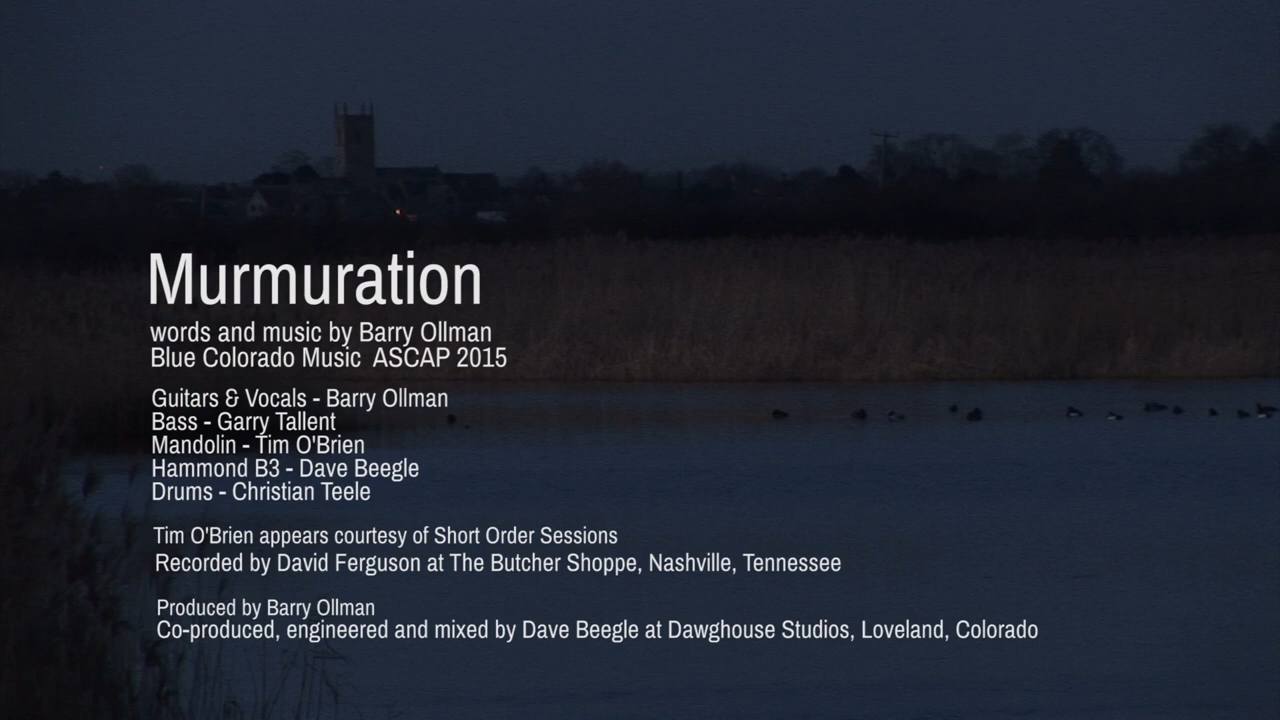 Murmuration
words and music by Barry Ollman
Blue Colorado Music ASCAP 2015
Guitars & Vocals - Barry Ollman
Bass - Garry Tallent
Mandolin - Tim O'Brien
Hammond B3 - Dave Beegle
Drums - Christian Teele
Tim O'Brien appears courtesy of Short Order Sessions
Recorded by David Ferguson at The Butcher Shoppe, Nashville, Tennessee
Produced by Barry Ollman
Co-produced, engineered and mixed by Dave Beegle at Dawghouse Studios, Loveland, Colorado